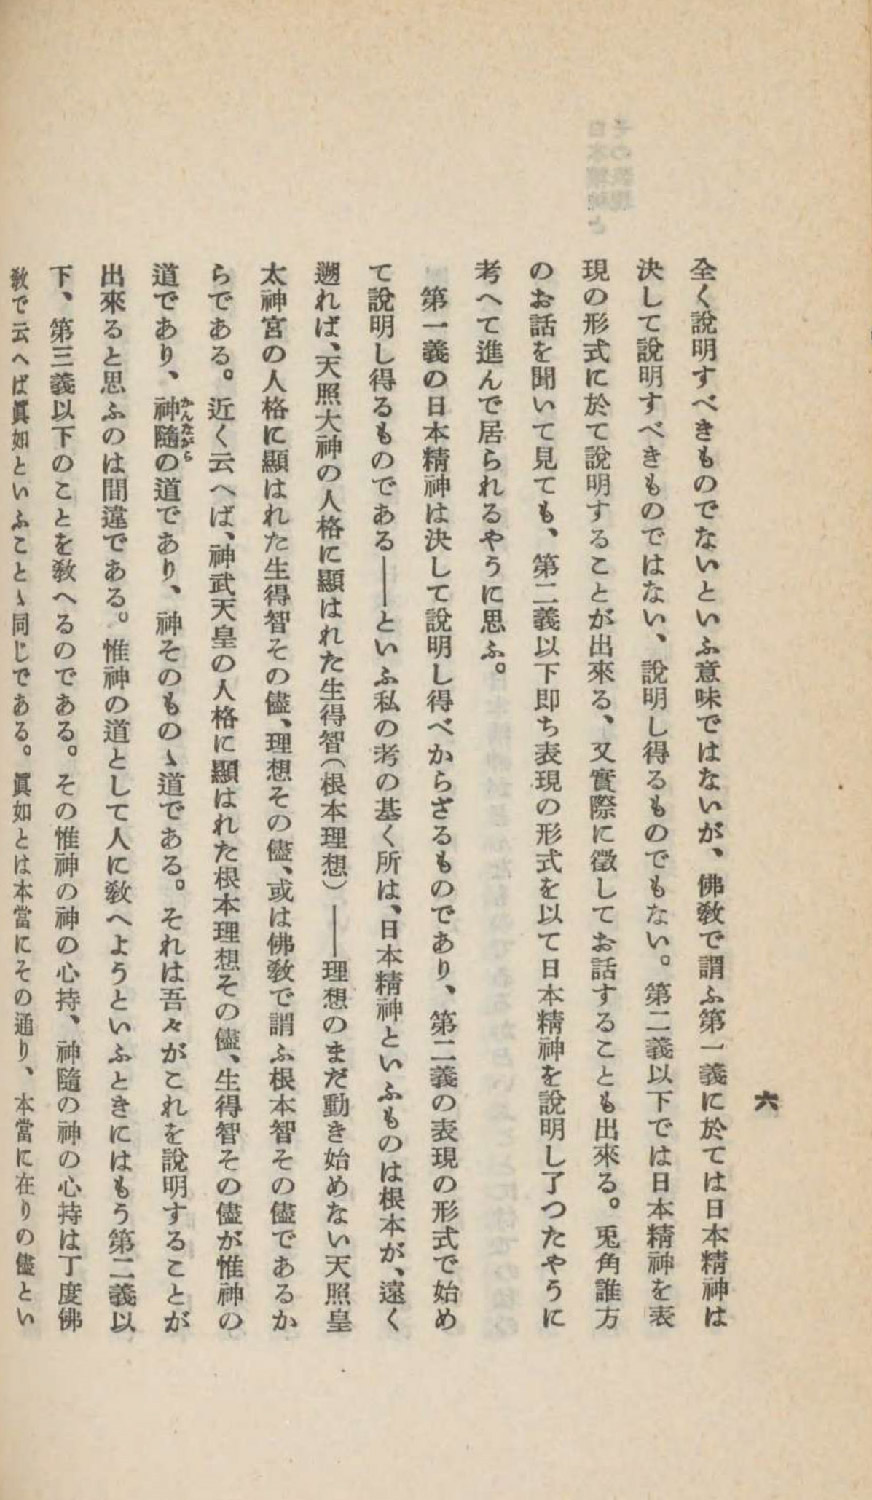 六
全く說明すべきものでないといふ意味ではないが、佛敎で謂ふ第一義に於ては日本精神は
決して說明すべきものではない、說明し得るものでもない。第二義以下では日本精神を表
現の形式に於て說明することが出來る、又實際に徵してお話することも出來る。兎角誰方
のお話を聞いて見ても、第二義以下卽ち表現の形式を以て日本精神を說明し了つたやうに
考へて進んで居られるやうに思ふ。
第一義の日本精神は決して說明し得べからざるものであり、第二義の表現の形式で始め
て說明し得るものである——といふ私の考の基く所は、日本精神といふものは根本が、遠く
遡れば、天照大神の人格に顯はれた生得智(根本理想)——理想のまだ動き始めない天照皇
太神宮の人格に顯はれた生得智その儘、理想その儘、或は佛敎で謂ふ根本智その儘であるか
らである。近く云へば、神武天皇の人格に顯はれた根本理想その儘、生得智その儘が惟神の
道であり、神隨かんながらの道であり、神そのものゝ道である。それは吾々がこれを說明することが
出來ると思ふのは間違である。惟神の道として人に敎へようといふときにはもう第二義以
下、第三義以下のことを敎へるのである。その惟神の神の心持、神隨の神の心持は丁度佛
敎で云へば眞如といふことゝ同じである。眞如とは本當にその通り、本當に在りの儘とい